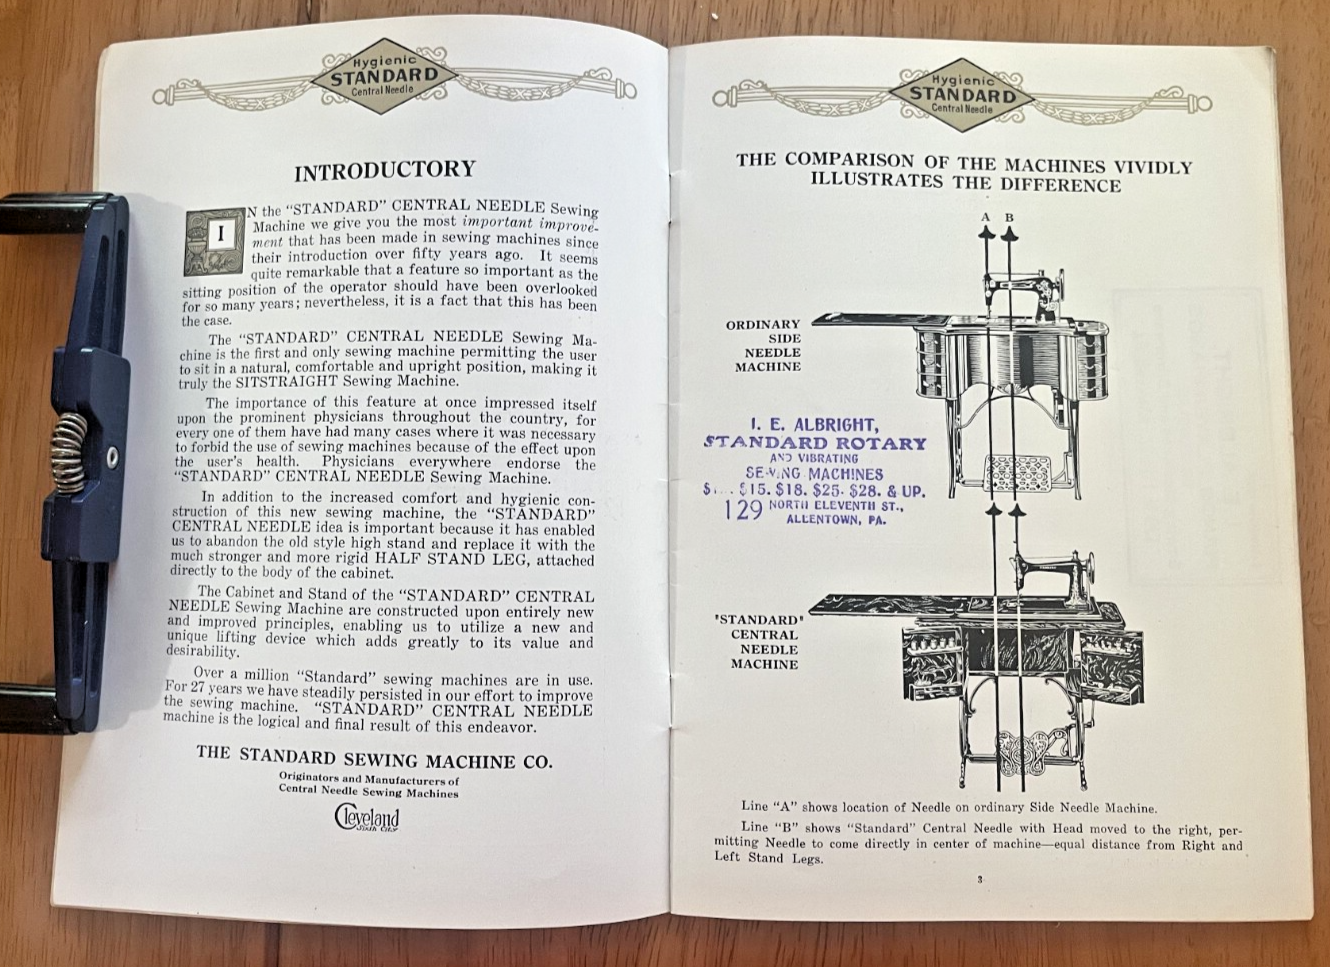 Hygienic
STANDARD
Central Needle
INTRODUCTORY
IN the "STANDARD" CENTRAL NEEDLE Sewing
Machine we give you the most important improve-
ment that has been made in sewing machines since
their introduction over fifty years ago. It seems
quite remarkable that a feature so important as the
sitting position of the operator should have been overlooked
for so many years; nevertheless, it is a fact that this has been
the case.
The "STANDARD" CENTRAL NEEDLE Sewing Ma-
chine is the first and only sewing machine permitting the user
to sit in a natural, comfortable and upright position, making it
truly the SITSTRAIGHT Sewing Machine.
The importance of this feature at once impressed itself
upon the prominent physicians throughout the country, for
every one of them have had many cases where it was necessary
to forbid the use of sewing machines because of the effect upon
the user's health. Physicians everywhere endorse the
"STANDARD" CENTRAL NEEDLE Sewing Machine.
In addition to the increased comfort and hygienic con-
struction of this new sewing machine, the "STANDARD"
CENTRAL NEEDLE idea is important because it has enabled
us to abandon the old style high stand and replace it with the
much stronger and more rigid HALF STAND LEG, attached
directly to the body of the cabinet.
The Cabinet and Stand of the "STANDARD" CENTRAL
NEEDLE Sewing Machine are constructed upon entirely new
and improved principles, enabling us to utilize a new and
unique lifting device which adds greatly to its value and
desirability.
Over a million "Standard" sewing machines are in use.
For 27 years we have steadily persisted in our effort to improve
the sewing machine. "STANDARD" CENTRAL NEEDLE
machine is the logical and final result of this endeavor.
THE STANDARD SEWING MACHINE CO.
Originators and Manufacturers of
Central Needle Sewing Machines
Cleveland
SIXTH CITY
Hygienic
STANDARD
Central Needle
THE COMPARISON OF THE MACHINES VIVIDLY
ILLUSTRATES THE DIFFERENCE
A B
ORDINARY
SIDE
NEEDLE
MACHINE
I. E. ALBRIGHT,
STANDARD ROTARY
AND VIBRATING
SEWING MACHINES
$15. $18. $25. $28. & UP.
129 NORTH ELEVENTH ST.,
ALLENTOWN, PA.
"STANDARD"
CENTRAL
NEEDLE
MACHINE
Line "A" shows location of Needle on ordinary Side Needle Machine.
Line "B" shows "Standard" Central Needle with Head moved to the right, per-
mitting Needle to come directly in center of machine—equal distance from Right and
Left Stand Legs.
3